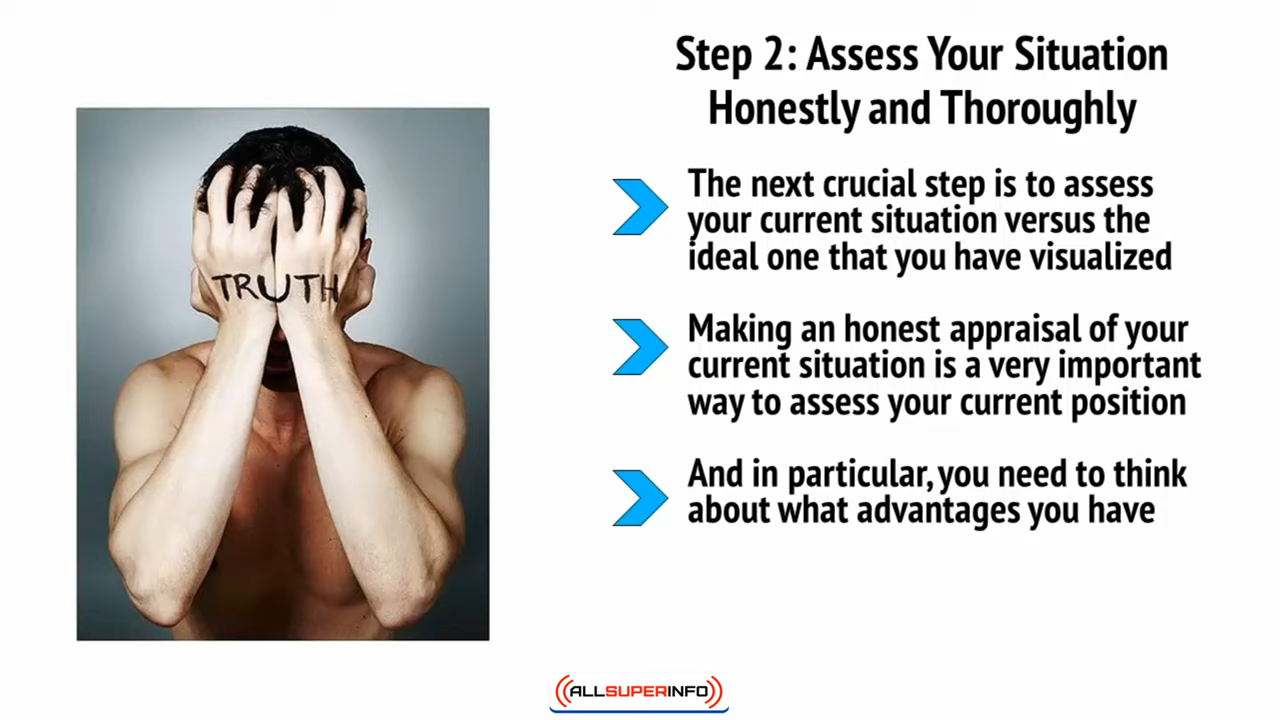 Step 2: Assess Your Situation
Honestly and Thoroughly
The next crucial step is to assess
your current situation versus the
ideal one that you have visualized
Making an honest appraisal of your
current situation is a very important
way to assess your current position
And in particular, you need to think
about what advantages you have
TRUTH
ALLSUPERINFO